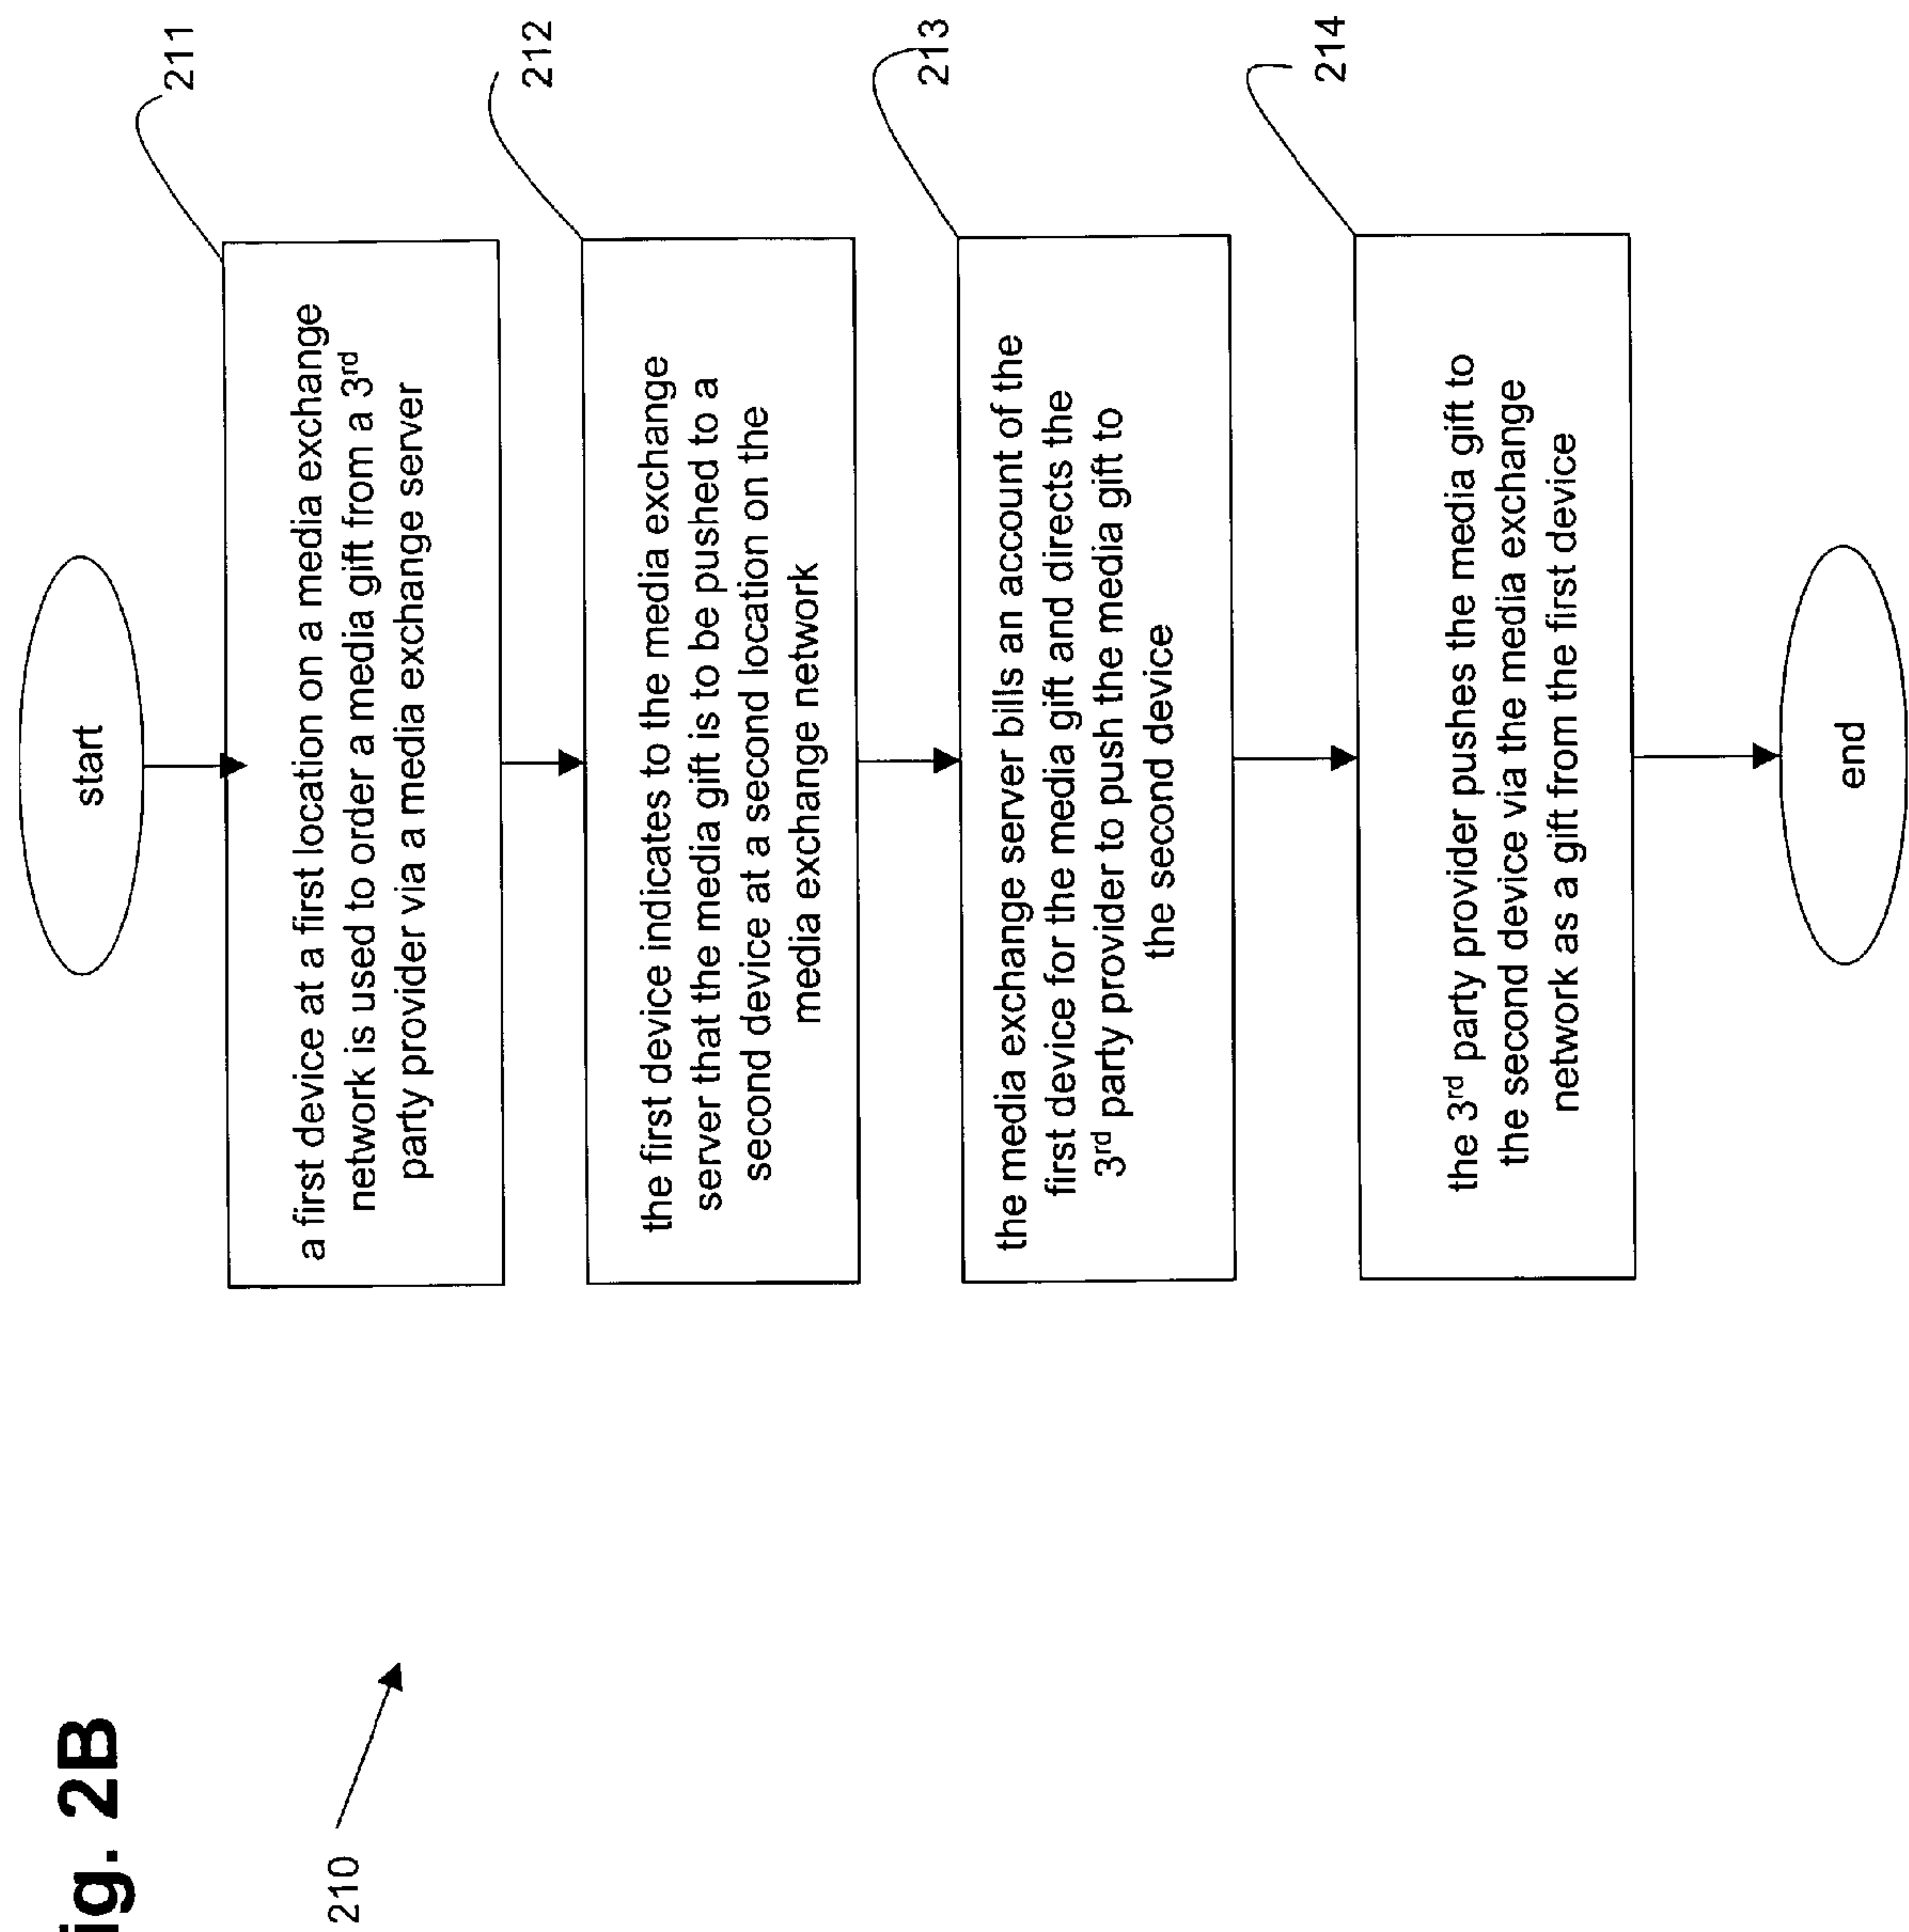 ig. 2B
210
start
211
a first device at a first location on a media exchange
network is used to order a media gift from a 3rd
party provider via a media exchange server
212
the first device indicates to the media exchange
server that the media gift is to be pushed to a
second device at a second location on the
media exchange network
213
the media exchange server bills an account of the
first device for the media gift and directs the
3rd party provider to push the media gift to
the second device
214
the 3rd party provider pushes the media gift to
the second device via the media exchange
network as a gift from the first device
end